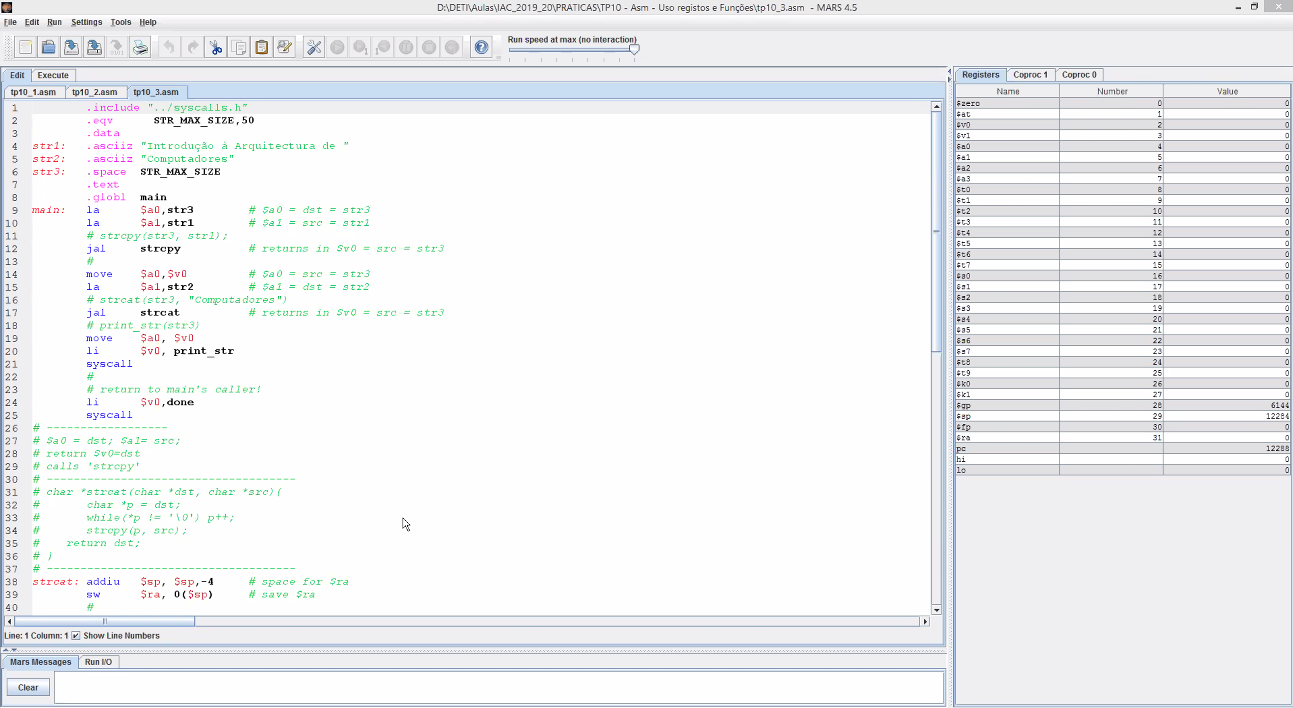 D:\DETI\Aulas\IAC_2019_20\PRATICAS\TP10 - Asm - Uso registos e Funções\tp10_3.asm - MARS 4.5
File Edit Run Settings Tools Help
Run speed at max (no interaction)
Edit Execute
tp10_1.asm tp10_2.asm tp10_3.asm
1 .include "../syscalls.h"
2 .eqv STR_MAX_SIZE,50
3 .data
4 str1: .asciiz "Introdução à Arquitectura de "
5 str2: .asciiz "Computadores"
6 str3: .space STR_MAX_SIZE
7 .text
8 .globl main
9 main: la $a0,str3 # $a0 = dst = str3
10 la $a1,str1 # $a1 = src = str1
11 # strcpy(str3, str1);
12 jal strcpy # returns in $v0 = src = str3
13 #
14 move $a0,$v0 # $a0 = src = str3
15 la $a1,str2 # $a1 = dst = str2
16 # strcat(str3, "Computadores")
17 jal strcat # returns in $v0 = src = str3
18 # print_str(str3)
19 move $a0, $v0
20 li $v0, print_str
21 syscall
22 #
23 # return to main's caller!
24 li $v0,done
25 syscall
26 # ------------------
27 # $a0 = dst; $a1= src;
28 # return $v0=dst
29 # calls 'strcpy'
30 # -------------------------------------
31 # char *strcat(char *dst, char *src){
32 # char *p = dst;
33 # while(*p != '\0') p++;
34 # strcpy(p, src);
35 # return dst;
36 # }
37 # -------------------------------------
38 strcat: addiu $sp, $sp,-4 # space for $ra
39 sw $ra, 0($sp) # save $ra
40 #
Line: 1 Column: 1 Show Line Numbers
Mars Messages Run I/O
Clear
Registers Coproc 1 Coproc 0
Name Number Value
$zero 0 0
$at 1 0
$v0 2 0
$v1 3 0
$a0 4 0
$a1 5 0
$a2 6 0
$a3 7 0
$t0 8 0
$t1 9 0
$t2 10 0
$t3 11 0
$t4 12 0
$t5 13 0
$t6 14 0
$t7 15 0
$s0 16 0
$s1 17 0
$s2 18 0
$s3 19 0
$s4 20 0
$s5 21 0
$s6 22 0
$s7 23 0
$t8 24 0
$t9 25 0
$k0 26 0
$k1 27 0
$gp 28 6144
$sp 29 12284
$fp 30 0
$ra 31 0
pc 12288
hi 0
lo 0